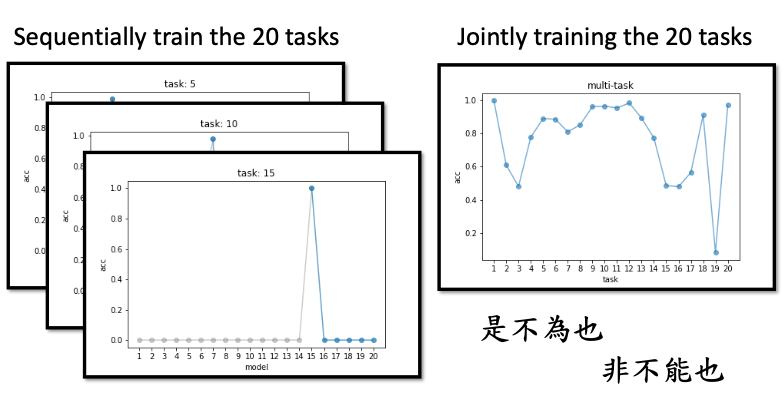 Sequentially train the 20 tasks
Jointly training the 20 tasks
task: 5
1.0
0.8
0.6
0.4
0.2
0.0
acc
task: 10
1.0
0.8
0.6
0.4
0.2
0.0
acc
task: 15
1.0
0.8
0.6
0.4
0.2
0.0
acc
1 2 3 4 5 6 7 8 9 10 11 12 13 14 15 16 17 18 19 20
model
multi-task
1.0
0.8
0.6
0.4
0.2
acc
1 2 3 4 5 6 7 8 9 10 11 12 13 14 15 16 17 18 19 20
task
是不為也
非不能也